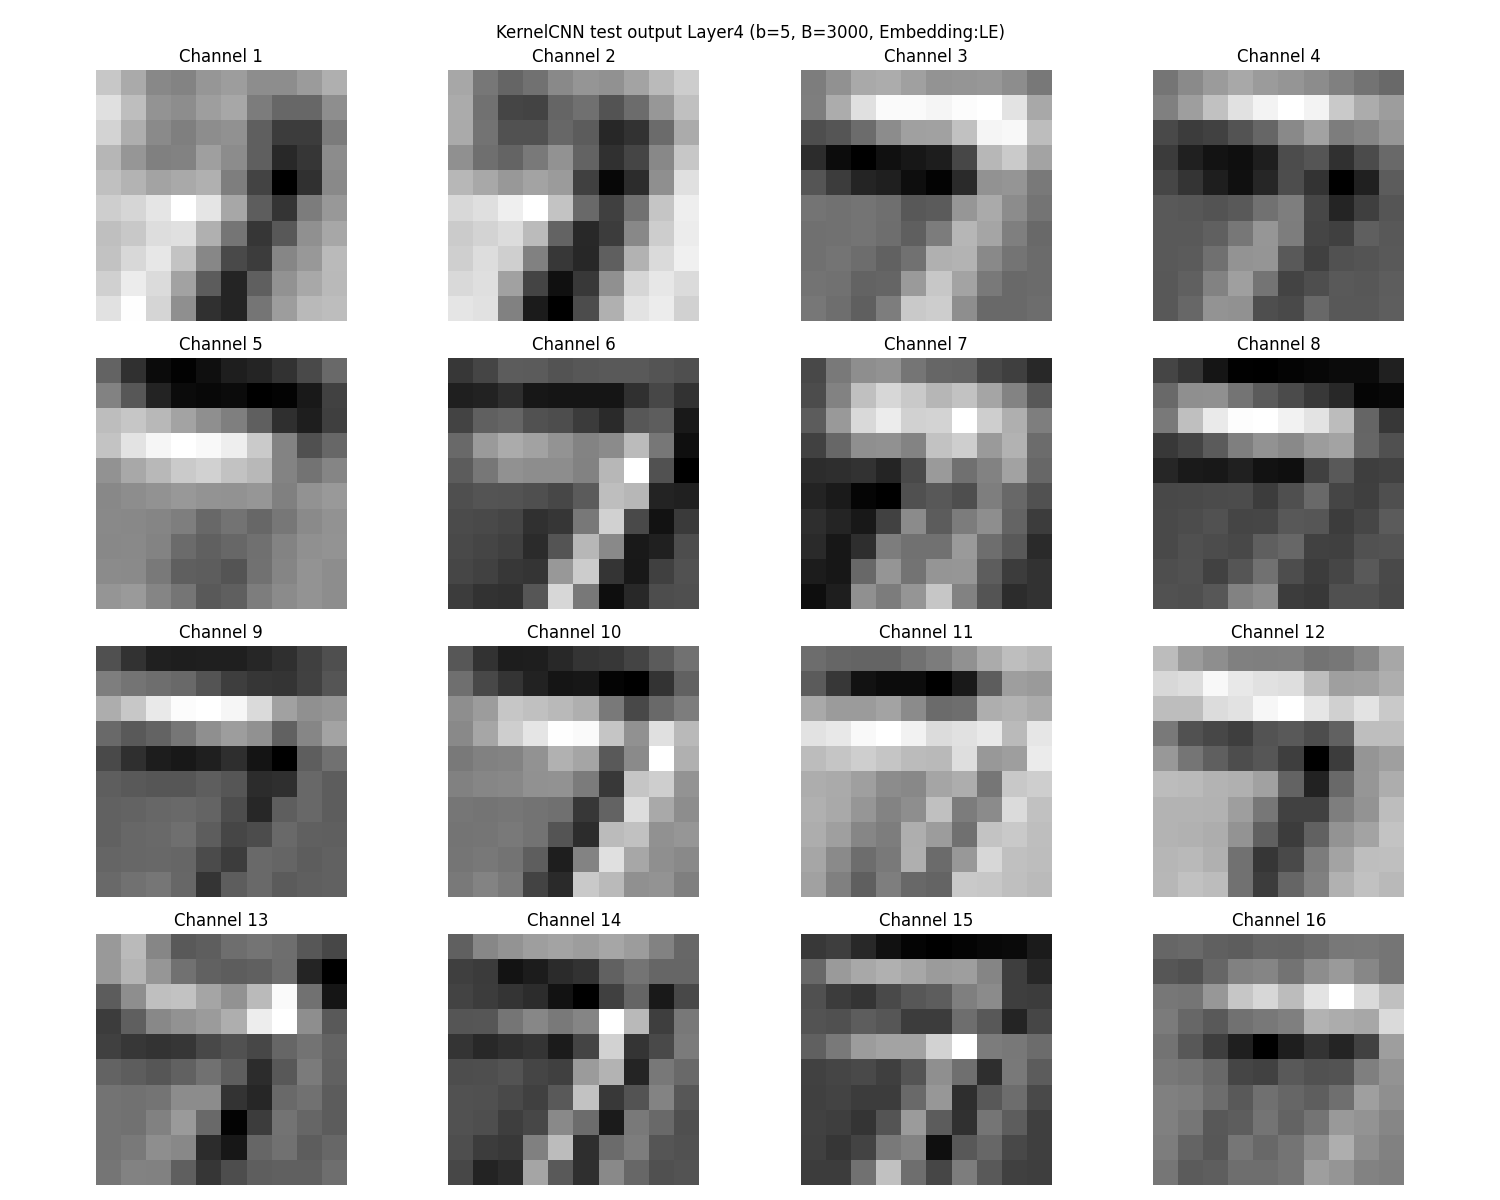 KernelCNN test output Layer4 (b=5, B=3000, Embedding:LE)
Channel 1 Channel 2 Channel 3 Channel 4
Channel 5 Channel 6 Channel 7 Channel 8
Channel 9 Channel 10 Channel 11 Channel 12
Channel 13 Channel 14 Channel 15 Channel 16